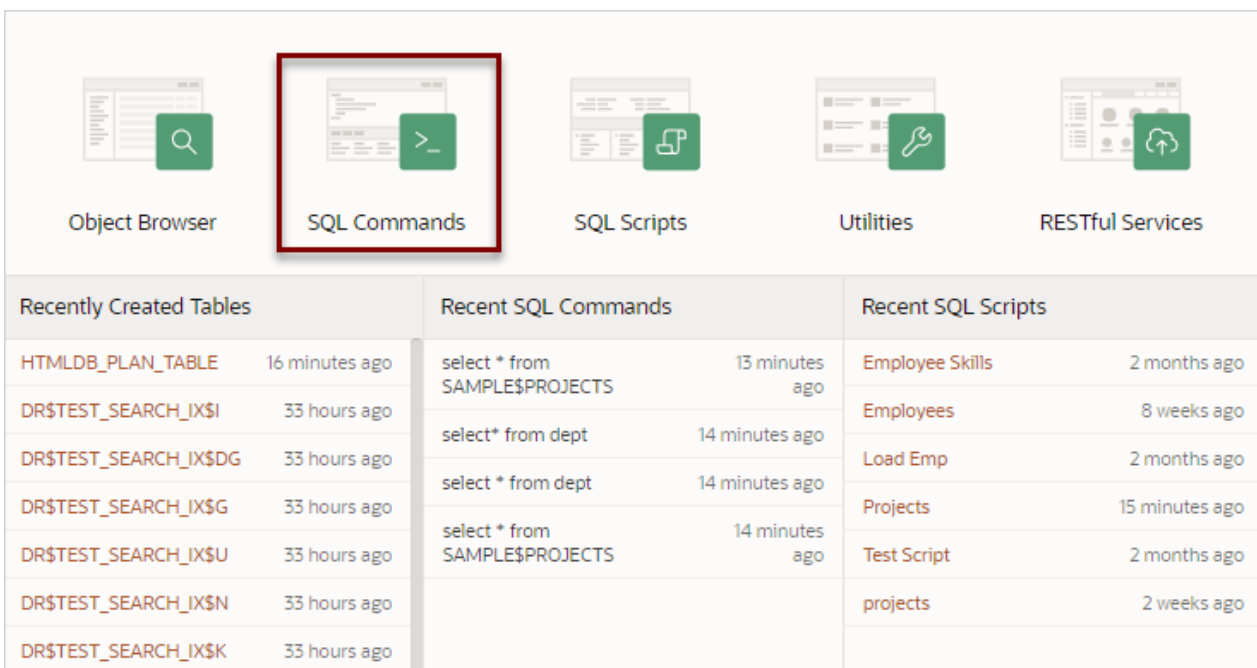 Object Browser
SQL Commands
SQL Scripts
Utilities
RESTful Services
Recently Created Tables
HTMLDB_PLAN_TABLE 16 minutes ago
DR$TEST_SEARCH_IX$I 33 hours ago
DR$TEST_SEARCH_IX$DG 33 hours ago
DR$TEST_SEARCH_IX$G 33 hours ago
DR$TEST_SEARCH_IX$U 33 hours ago
DR$TEST_SEARCH_IX$N 33 hours ago
DR$TEST_SEARCH_IX$K 33 hours ago
Recent SQL Commands
select * from 13 minutes
SAMPLE$PROJECTS ago
select* from dept 14 minutes ago
select * from dept 14 minutes ago
select * from 14 minutes
SAMPLE$PROJECTS ago
Recent SQL Scripts
Employee Skills 2 months ago
Employees 8 weeks ago
Load Emp 2 months ago
Projects 15 minutes ago
Test Script 2 months ago
projects 2 weeks ago